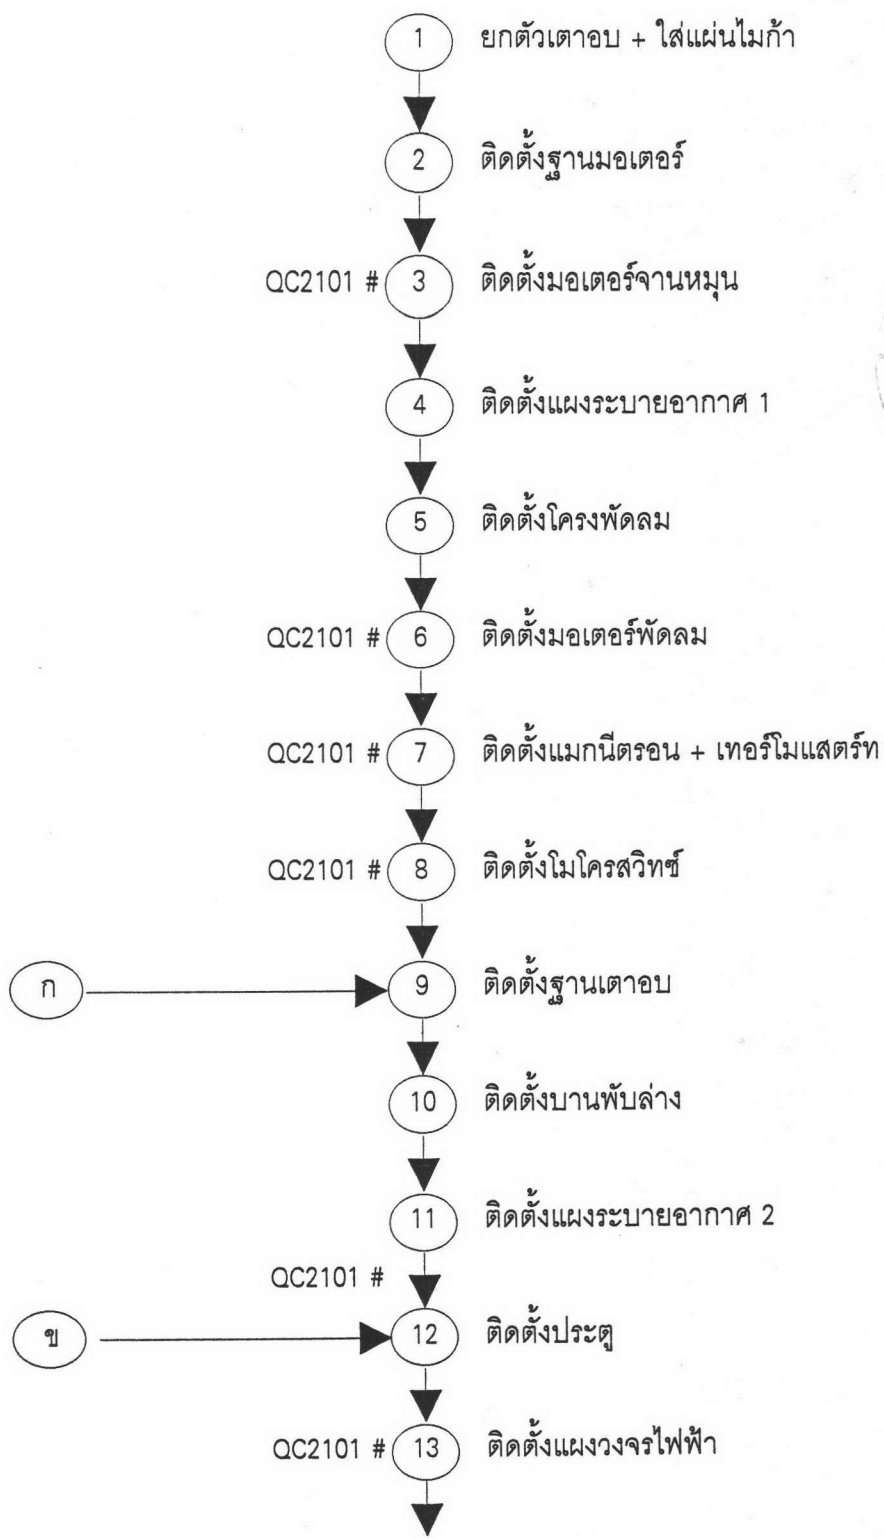 1 ยกตัวเตาอบ + ใส่แผ่นไมก้า
2 ติดตั้งฐานมอเตอร์
QC2101 # 3 ติดตั้งมอเตอร์จานหมุน
4 ติดตั้งแผงระบายอากาศ 1
5 ติดตั้งโครงพัดลม
QC2101 # 6 ติดตั้งมอเตอร์พัดลม
QC2101 # 7 ติดตั้งแมกนีตรอน + เทอร์โมแสตร์ท
QC2101 # 8 ติดตั้งโมโครสวิทซ์
ก 9 ติดตั้งฐานเตาอบ
10 ติดตั้งบานพับล่าง
11 ติดตั้งแผงระบายอากาศ 2
QC2101 #
ข 12 ติดตั้งประตู
QC2101 # 13 ติดตั้งแผงวงจรไฟฟ้า